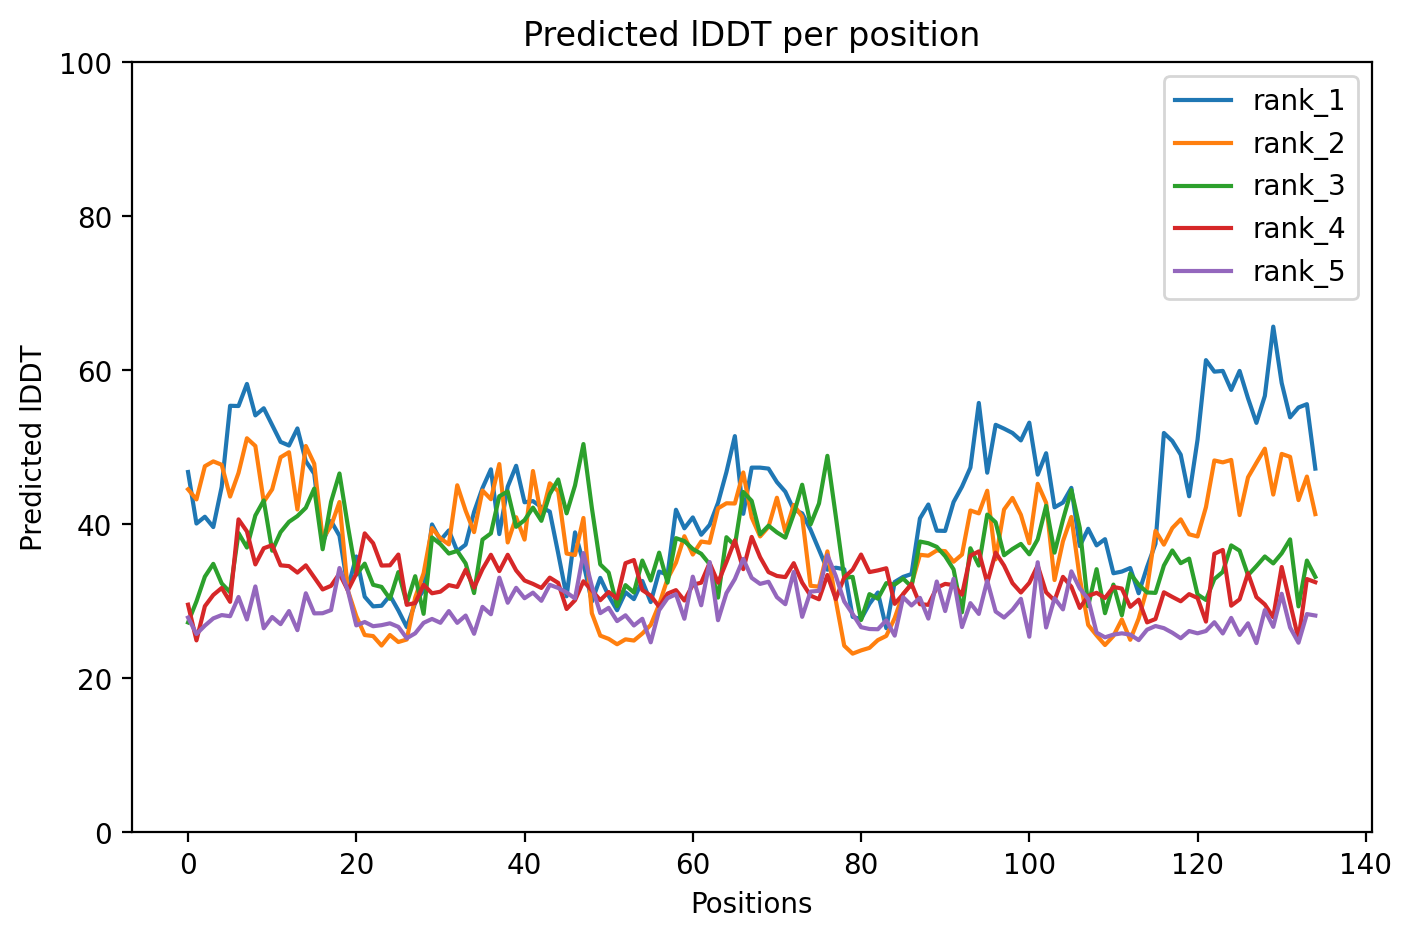 Predicted lDDT per position
100
80
60
40
20
0
Predicted lDDT
rank_1
rank_2
rank_3
rank_4
rank_5
0 20 40 60 80 100 120 140
Positions